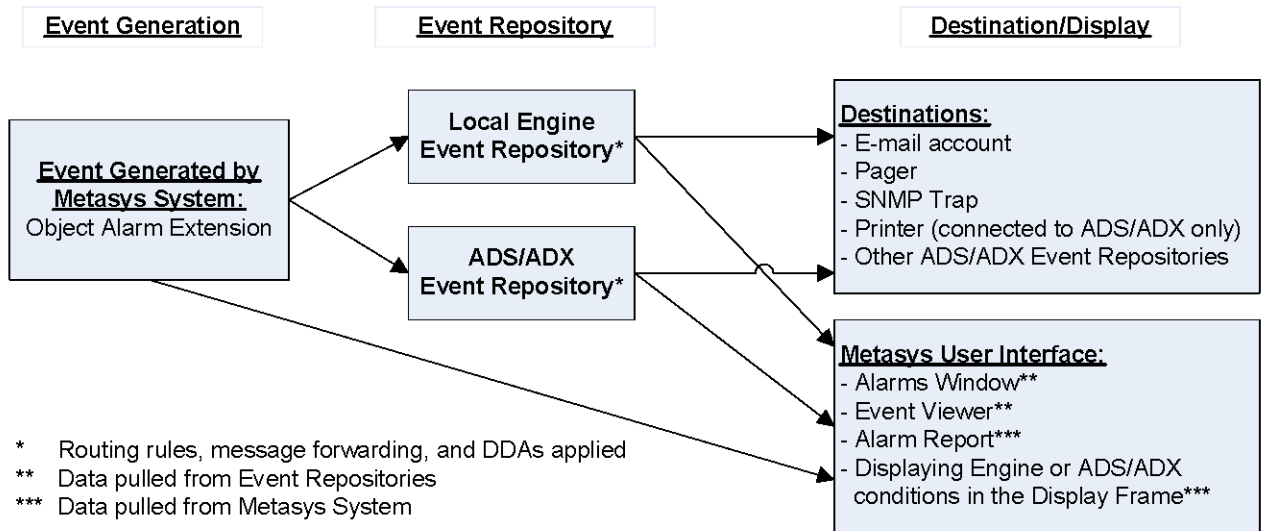 Event Generation
Event Repository
Destination/Display
Event Generated by
Metasys System:
Object Alarm Extension
Local Engine
Event Repository*
ADS/ADX
Event Repository*
Destinations:
- E-mail account
- Pager
- SNMP Trap
- Printer (connected to ADS/ADX only)
- Other ADS/ADX Event Repositories
Metasys User Interface:
- Alarms Window**
- Event Viewer**
- Alarm Report***
- Displaying Engine or ADS/ADX
conditions in the Display Frame***
* Routing rules, message forwarding, and DDAs applied
** Data pulled from Event Repositories
*** Data pulled from Metasys System